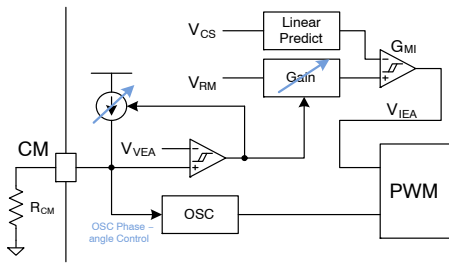 V_CS
Linear
Predict
G_MI
V_RM
Gain
V_IEA
CM
V_VEA
PWM
R_CM
OSC Phase –
angle Control
OSC